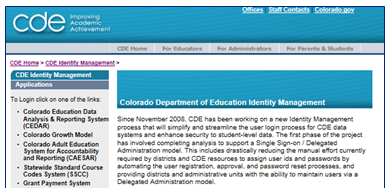 Offices Staff Contacts Colorado.gov
cde Improving
Academic
Achievement
CDE Home For Educators For Administrators For Parents & Students
CDE Home > CDE Identity Management >
CDE Identity Management
Applications
To Login click on one of the links:
• Colorado Education Data
Analysis & Reporting System
(CEDAR)
• Colorado Growth Model
• Colorado Adult Education
System for Accountability
and Reporting (CAESAR)
• Statewide Standard Course
Codes System (SSCC)
• Grant Payment System
Colorado Department of Education Identity Management
Since November 2008, CDE has been working on a new Identity Management
process that will simplify and streamline the user login process for CDE data
systems and enhance security to student-level data. The first phase of the project
has involved completing analysis to support a Single Sign-on / Delegated
Administration model. This includes drastically reducing the manual effort currently
required by districts and CDE resources to assign user ids and passwords by
automating the user registration, approval, and password reset processes, and
providing districts and administrative units with the ability to maintain users via a
Delegated Administration model.